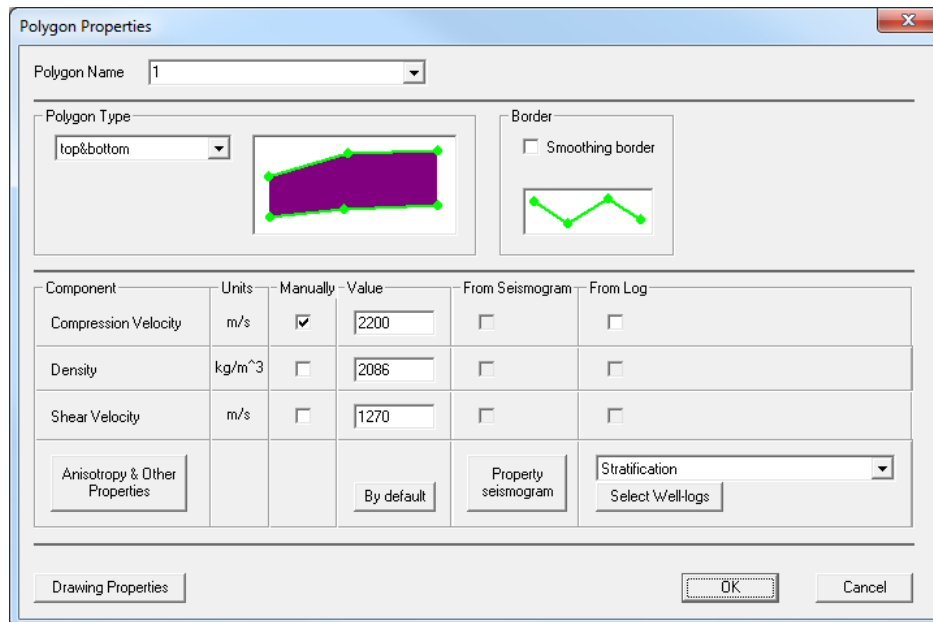 Polygon Properties
Polygon Name 1
Polygon Type
Border
top&bottom
Smoothing border
Component Units Manually Value From Seismogram From Log
Compression Velocity m/s 2200
Density kg/m^3 2086
Shear Velocity m/s 1270
Anisotropy & Other
Properties
By default
Property
seismogram
Stratification
Select Well-logs
Drawing Properties OK Cancel